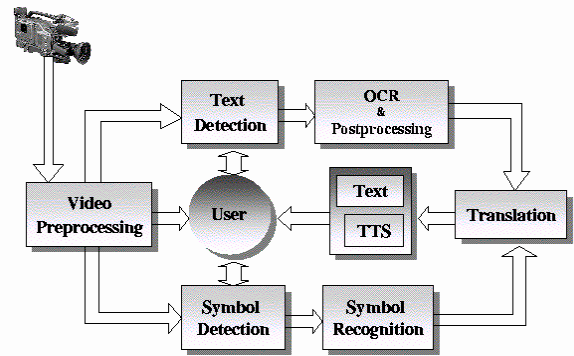 Text
Detection
OCR
&
Postprocessing
Video
Preprocessing
User
Text
TTS
Translation
Symbol
Detection
Symbol
Recognition